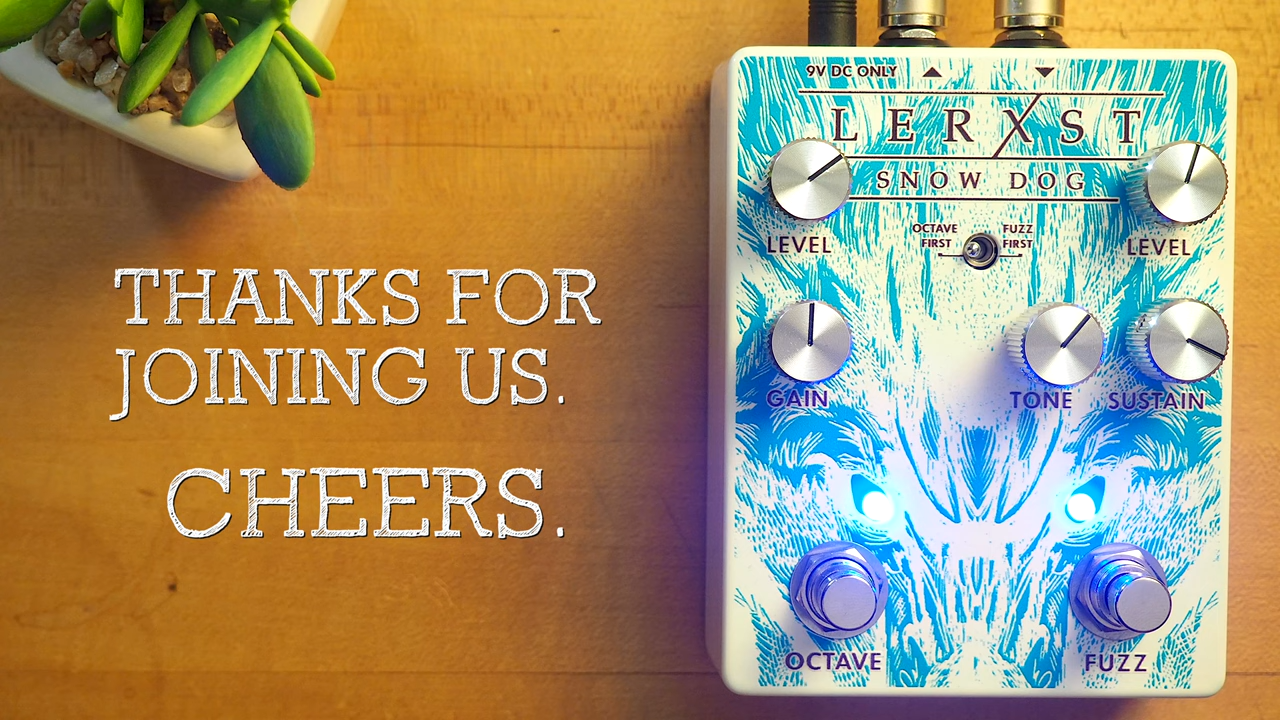 THANKS FOR
JOINING US.
CHEERS.
9V DC ONLY
LERXST
SNOW DOG
OCTAVE FIRST
FUZZ FIRST
LEVEL
LEVEL
GAIN
TONE
SUSTAIN
OCTAVE
FUZZ